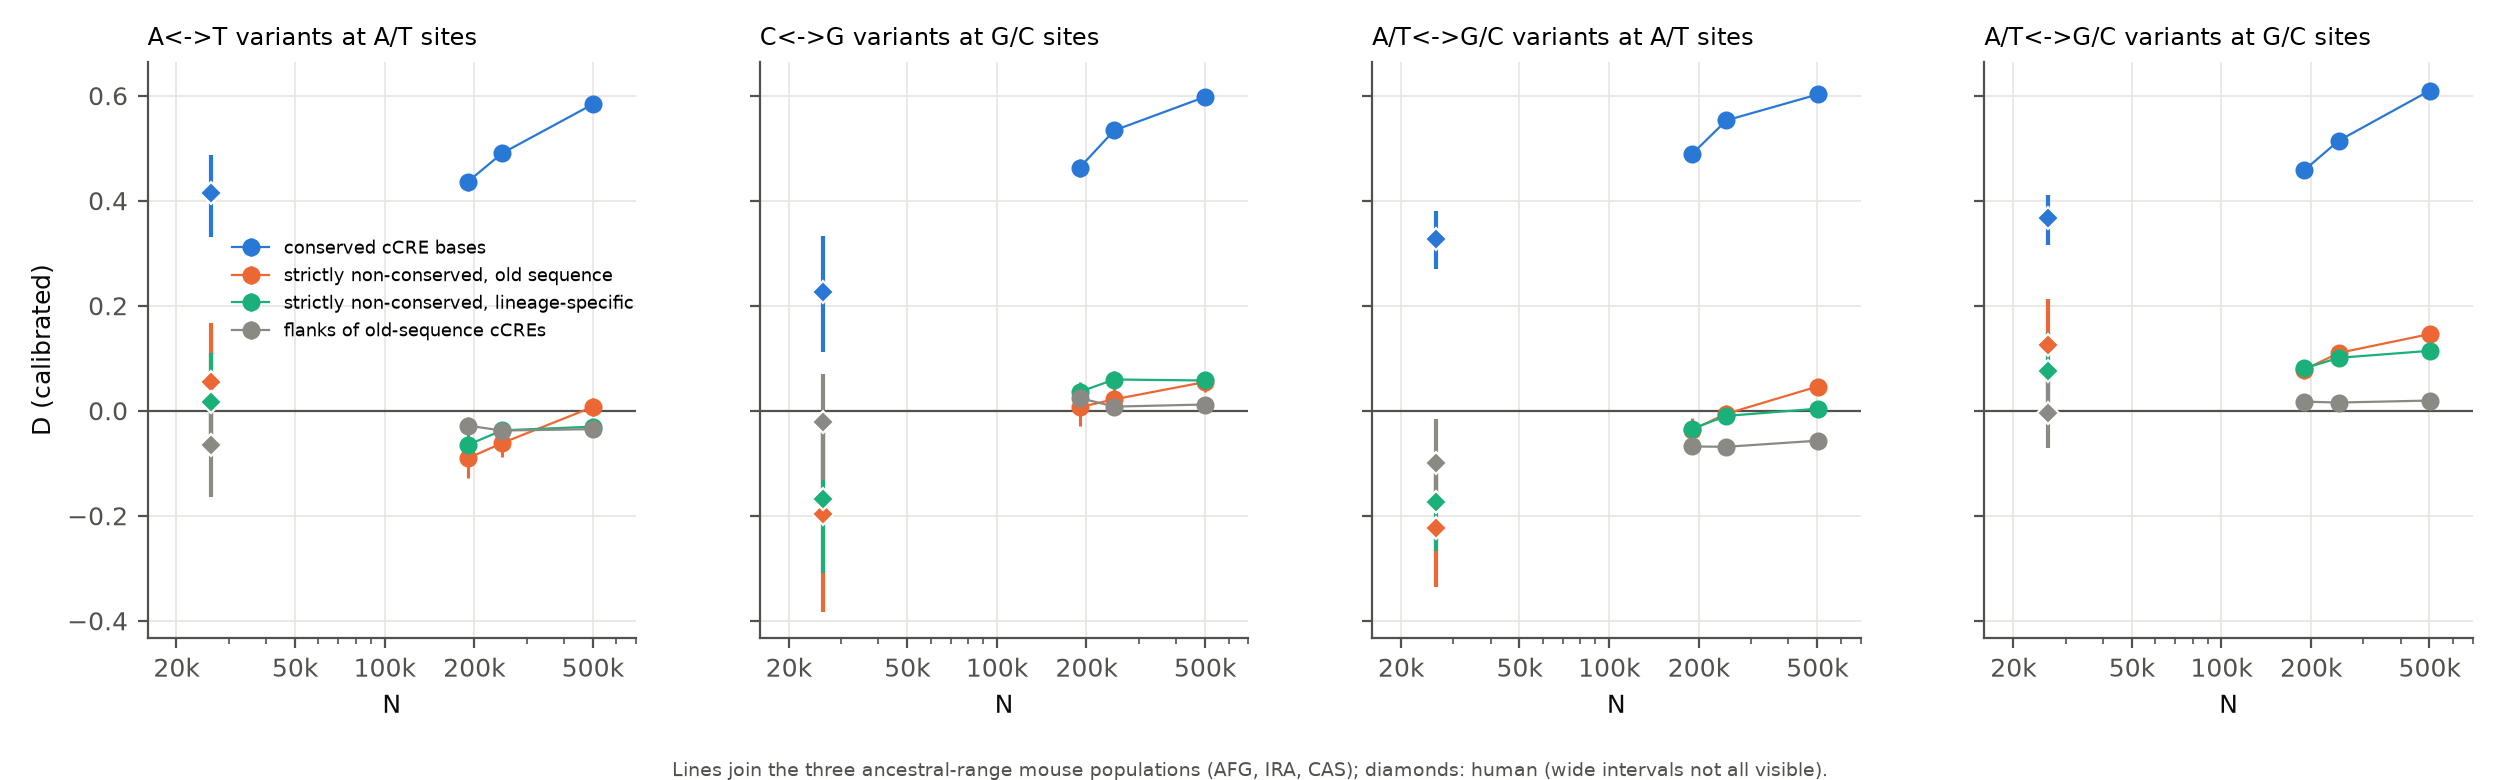 A<->T variants at A/T sites
C<->G variants at G/C sites
A/T<->G/C variants at A/T sites
A/T<->G/C variants at G/C sites
D (calibrated)
0.6
0.4
0.2
0.0
−0.2
−0.4
conserved cCRE bases
strictly non-conserved, old sequence
strictly non-conserved, lineage-specific
flanks of old-sequence cCREs
20k 50k 100k 200k 500k
20k 50k 100k 200k 500k
20k 50k 100k 200k 500k
20k 50k 100k 200k 500k
N
N
N
N
Lines join the three ancestral-range mouse populations (AFG, IRA, CAS); diamonds: human (wide intervals not all visible).